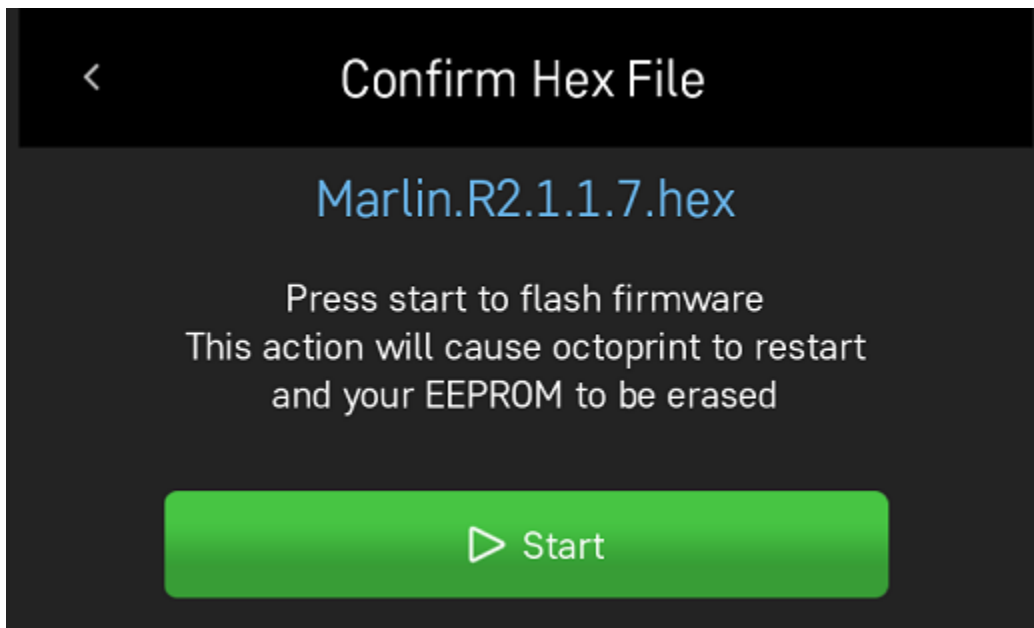 Confirm Hex File
Marlin.R2.1.1.7.hex
Press start to flash firmware
This action will cause octoprint to restart
and your EEPROM to be erased
Start